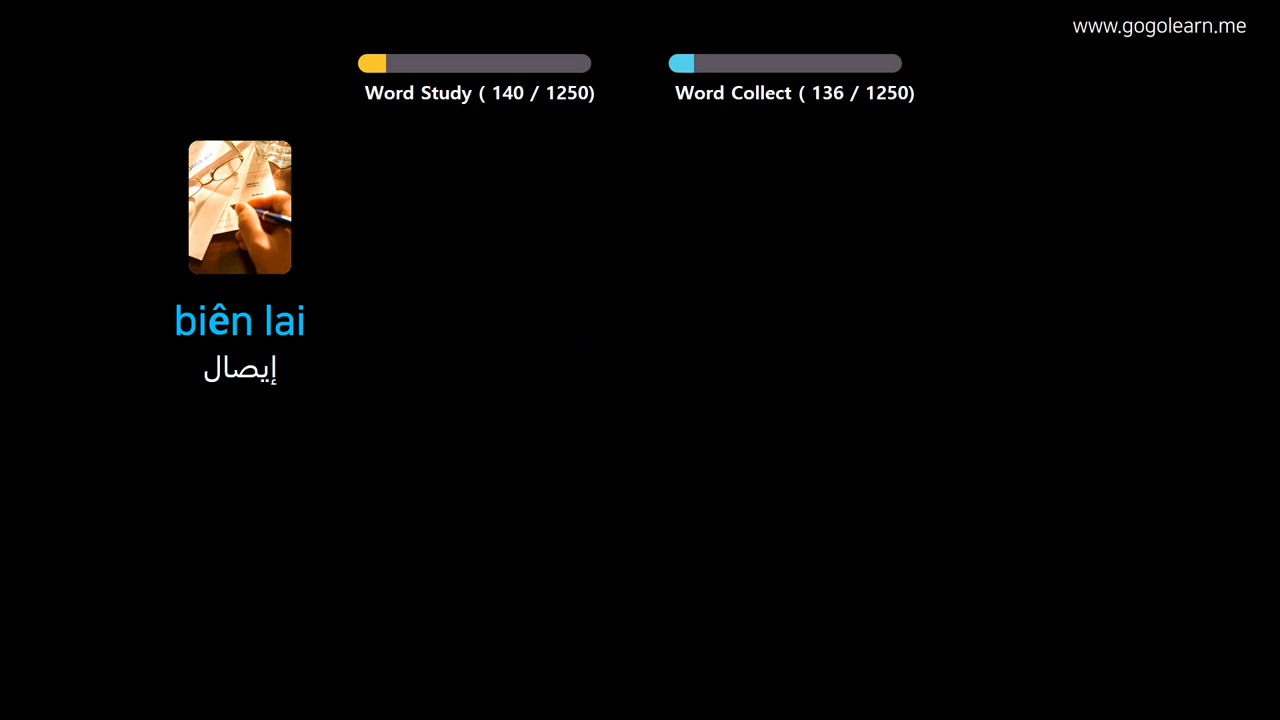 www.gogolearn.me
Word Study ( 140 / 1250)
Word Collect ( 136 / 1250)
biên lai
إيصال